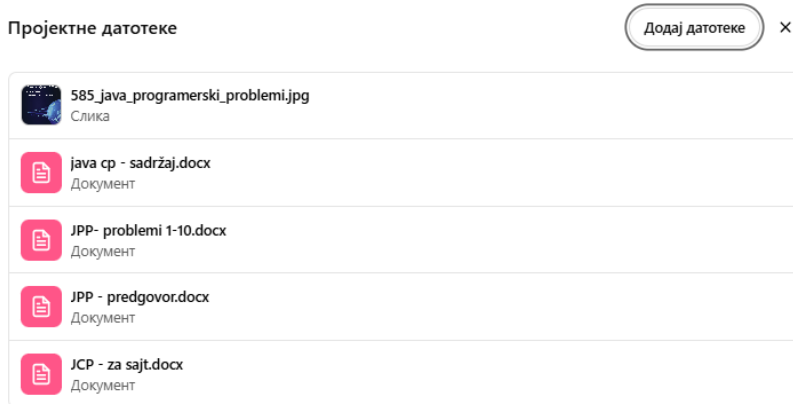 Пројектне датотеке
Додај датотеке
585_java_programerski_problemi.jpg
Слика
java cp - sadržaj.docx
Документ
JPP- problemi 1-10.docx
Документ
JPP - predgovor.docx
Документ
JCP - za sajt.docx
Документ